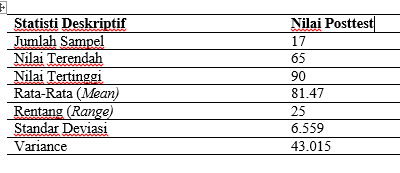 Statisti Deskriptif Nilai Posttest
Jumlah Sampel 17
Nilai Terendah 65
Nilai Tertinggi 90
Rata-Rata (Mean) 81.47
Rentang (Range) 25
Standar Deviasi 6.559
Variance 43.015